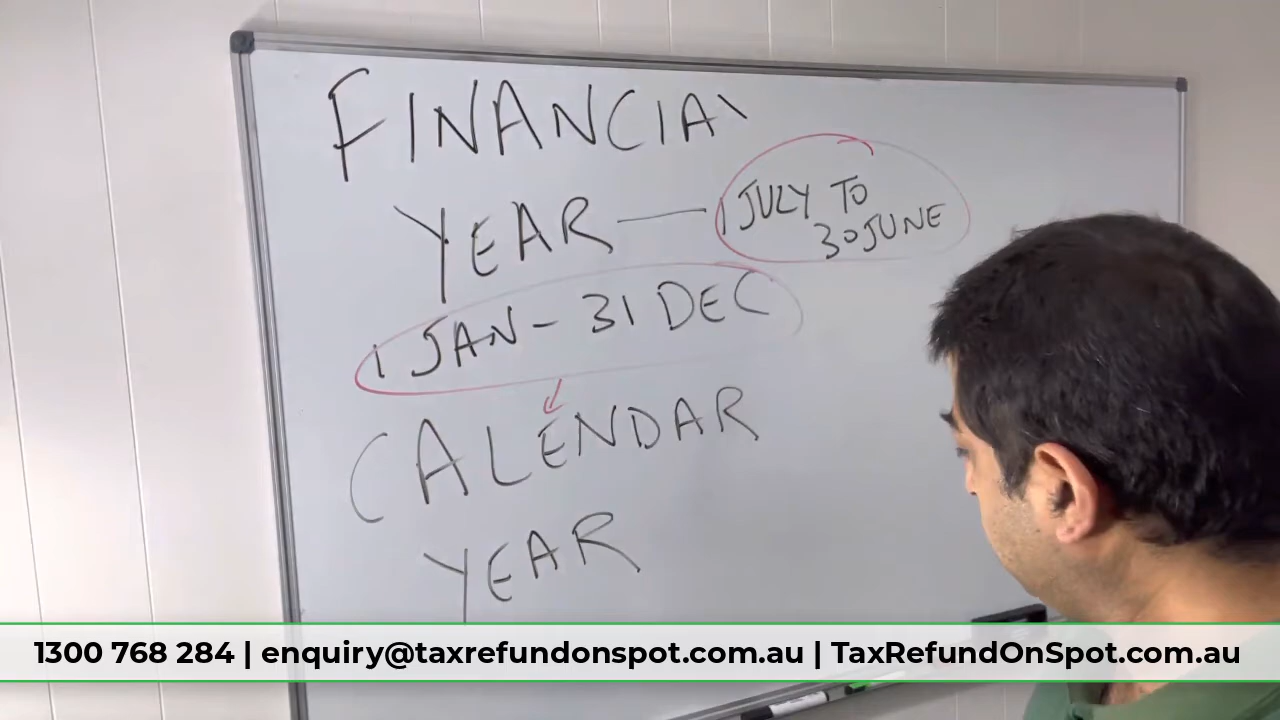 FINANCIAL
YEAR — 1 JULY TO
30 JUNE
1 JAN - 31 DEC
CALENDAR
YEAR
1300 768 284 | enquiry@taxrefundonspot.com.au | TaxRefundOnSpot.com.au